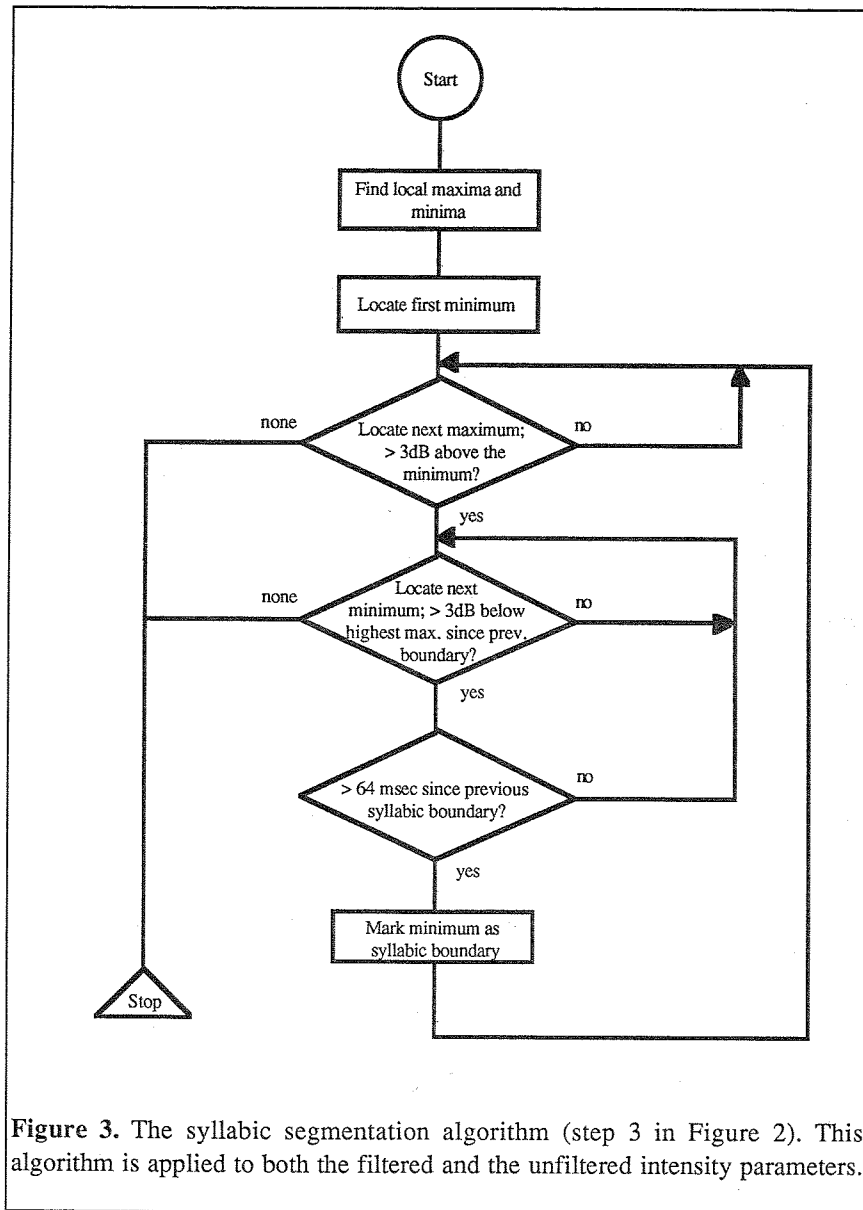 Start
Find local maxima and
minima
Locate first minimum
none
Locate next maximum;
> 3dB above the
minimum?
no
yes
none
Locate next
minimum; > 3dB below
highest max. since prev.
boundary?
no
yes
> 64 msec since previous
syllabic boundary?
no
yes
Mark minimum as
syllabic boundary
Stop
Figure 3. The syllabic segmentation algorithm (step 3 in Figure 2). This
algorithm is applied to both the filtered and the unfiltered intensity parameters.